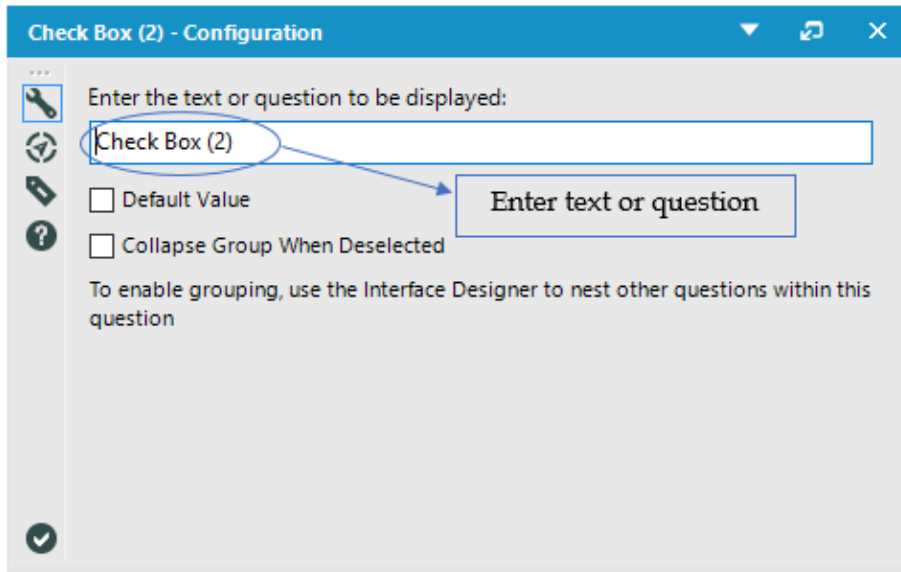 Check Box (2) - Configuration
Enter the text or question to be displayed:
Check Box (2)
Default Value
Enter text or question
Collapse Group When Deselected
To enable grouping, use the Interface Designer to nest other questions within this
question